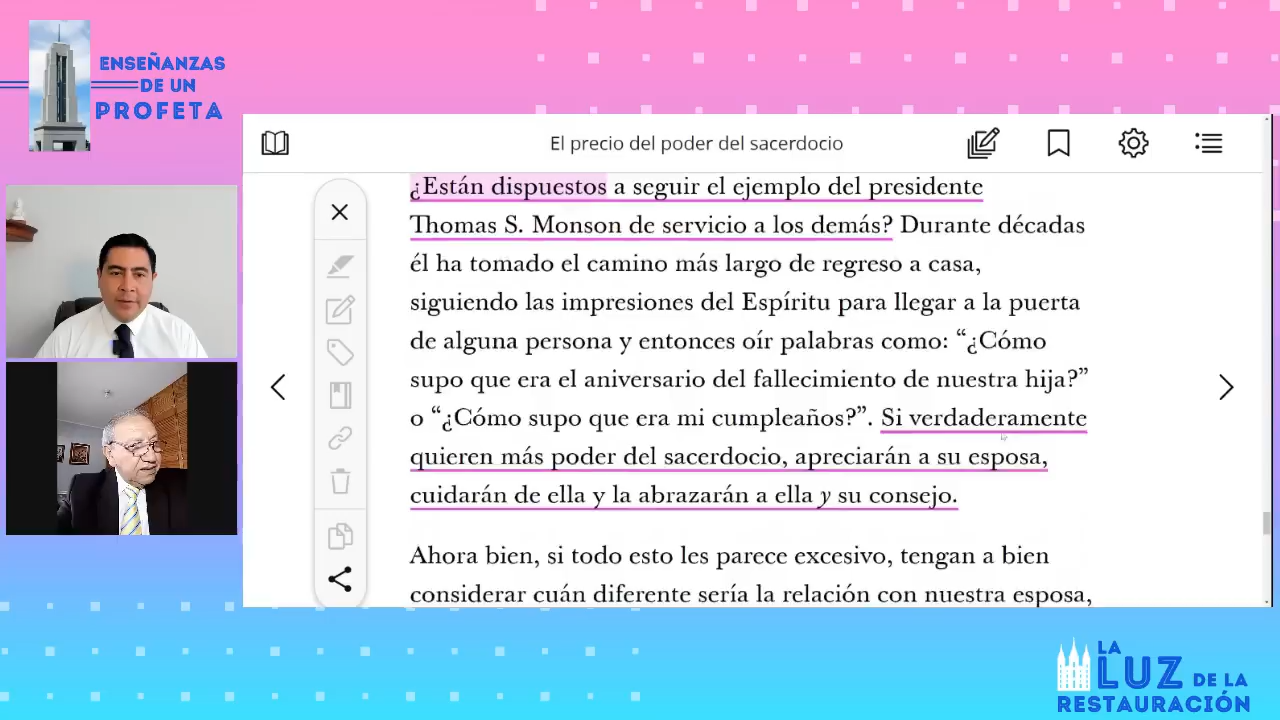 ENSEÑANZAS
DE UN
PROFETA
El precio del poder del sacerdocio
¿Están dispuestos a seguir el ejemplo del presidente
Thomas S. Monson de servicio a los demás? Durante décadas
él ha tomado el camino más largo de regreso a casa,
siguiendo las impresiones del Espíritu para llegar a la puerta
de alguna persona y entonces oír palabras como: “¿Cómo
supo que era el aniversario del fallecimiento de nuestra hija?”
o “¿Cómo supo que era mi cumpleaños?”. Si verdaderamente
quieren más poder del sacerdocio, apreciarán a su esposa,
cuidarán de ella y la abrazarán a ella y su consejo.
Ahora bien, si todo esto les parece excesivo, tengan a bien
considerar cuán diferente sería la relación con nuestra esposa,
LA
LUZ DE LA
RESTAURACIÓN